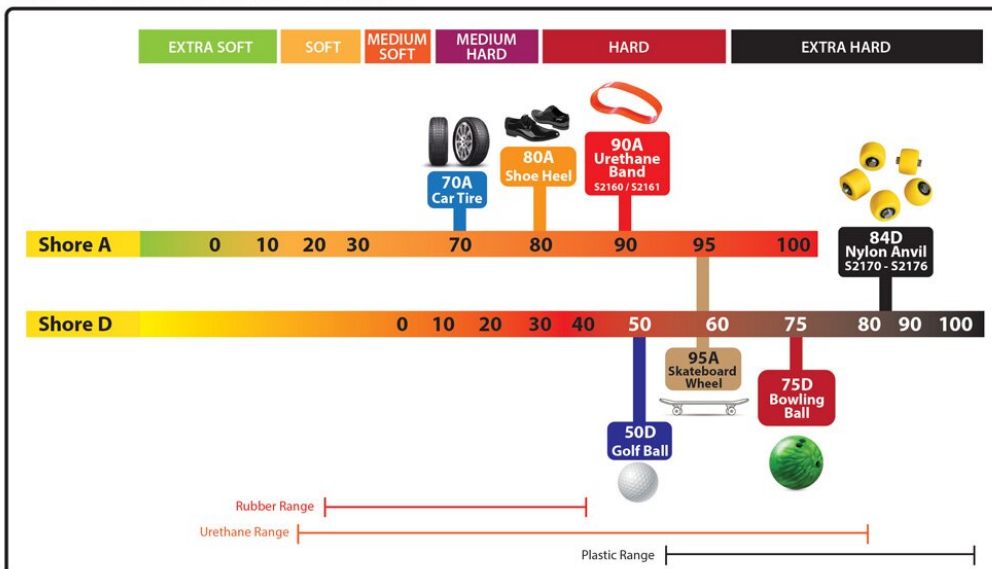 EXTRA SOFT SOFT MEDIUM SOFT MEDIUM HARD HARD EXTRA HARD
70A
Car Tire
80A
Shoe Heel
90A
Urethane
Band
S2160 / S2161
84D
Nylon Anvil
S2170 - S2176
Shore A 0 10 20 30 70 80 90 95 100
Shore D 0 10 20 30 40 50 60 75 80 90 100
95A
Skateboard
Wheel
75D
Bowling
Ball
50D
Golf Ball
Rubber Range
Urethane Range
Plastic Range